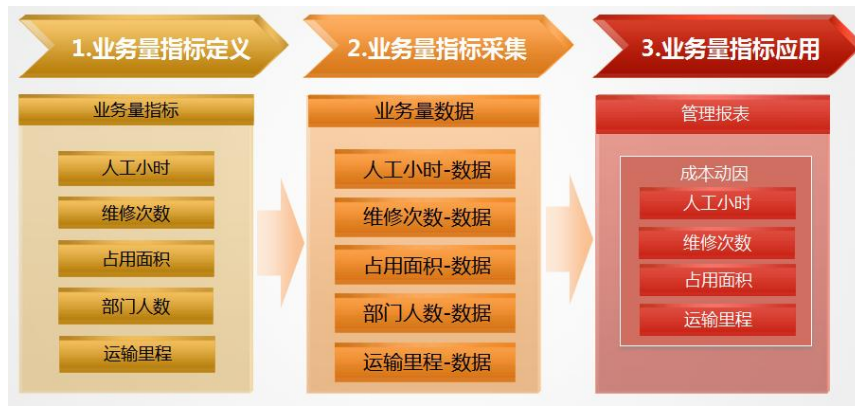 1.业务量指标定义
2.业务量指标采集
3.业务量指标应用
业务量指标
人工小时
维修次数
占用面积
部门人数
运输里程
业务量数据
人工小时-数据
维修次数-数据
占用面积-数据
部门人数-数据
运输里程-数据
管理报表
成本动因
人工小时
维修次数
占用面积
运输里程